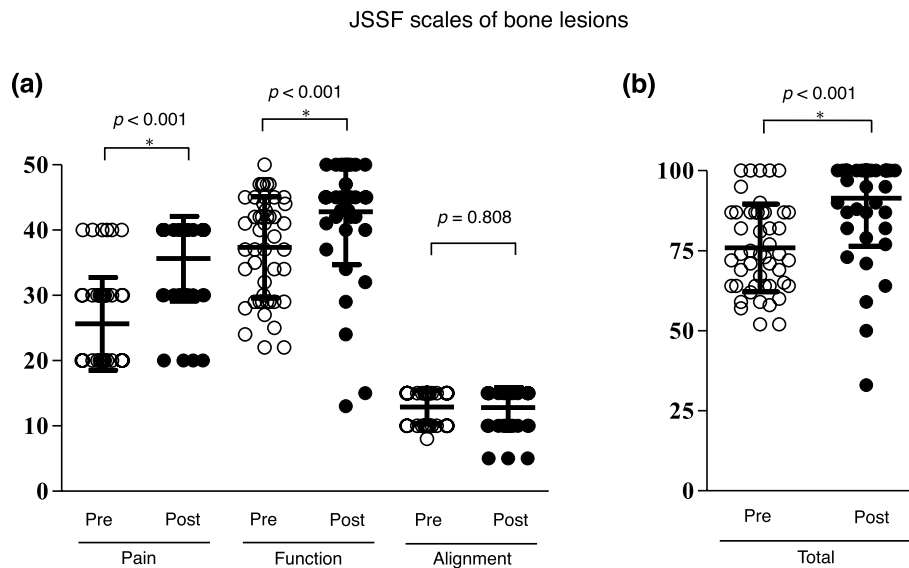 JSSF scales of bone lesions
(a)
p < 0.001
*
p < 0.001
*
p = 0.808
50
40
30
20
10
0
Pre Post Pre Post Pre Post
Pain Function Alignment
(b)
p < 0.001
*
100
75
50
25
0
Pre Post
Total